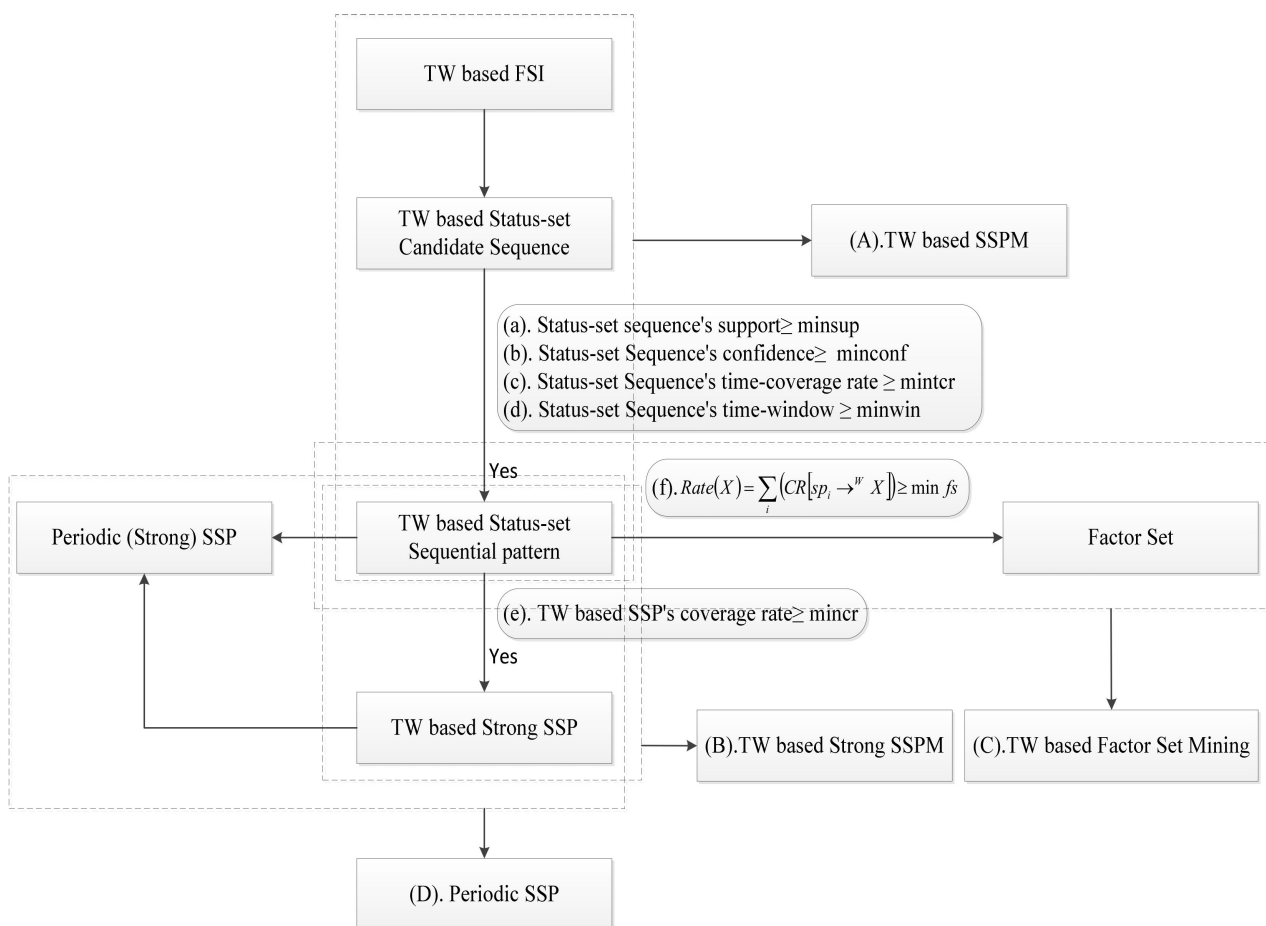 TW based FSI
TW based Status-set
Candidate Sequence
(A).TW based SSPM
(a). Status-set sequence's support≥ minsup
(b). Status-set Sequence's confidence≥ minconf
(c). Status-set Sequence's time-coverage rate ≥ mintcr
(d). Status-set Sequence's time-window ≥ minwin
Yes
(f). Rate(X) = ∑_i (CR[sp_i →^W X]) ≥ min fs
Periodic (Strong) SSP
TW based Status-set
Sequential pattern
Factor Set
(e). TW based SSP's coverage rate≥ mincr
Yes
TW based Strong SSP
(B).TW based Strong SSPM
(C).TW based Factor Set Mining
(D). Periodic SSP